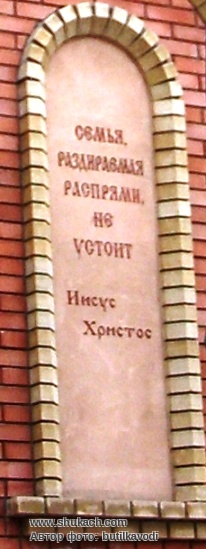 СЕМЬЯ,
РАЗДИРАЕМАЯ
РАСПРЯМИ,
НЕ
УСТОИТ
Иисус
Христос
www.shukach.com
Автор фото: butilkavodi